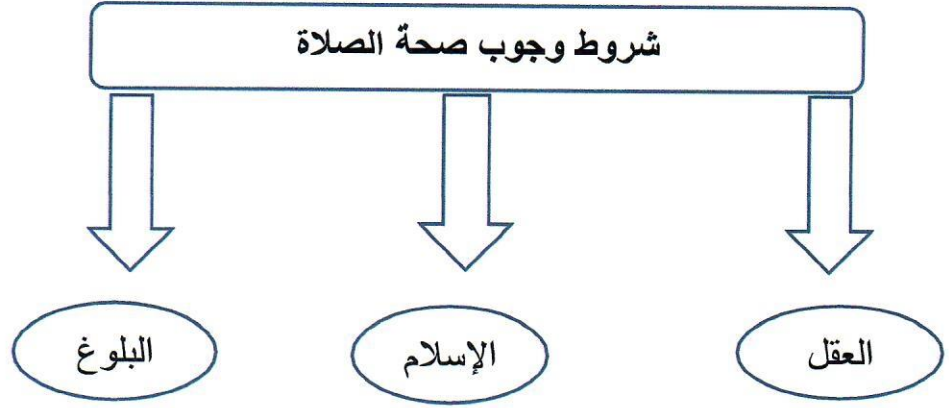 شروط وجوب صحة الصلاة
العقل
الإسلام
البلوغ